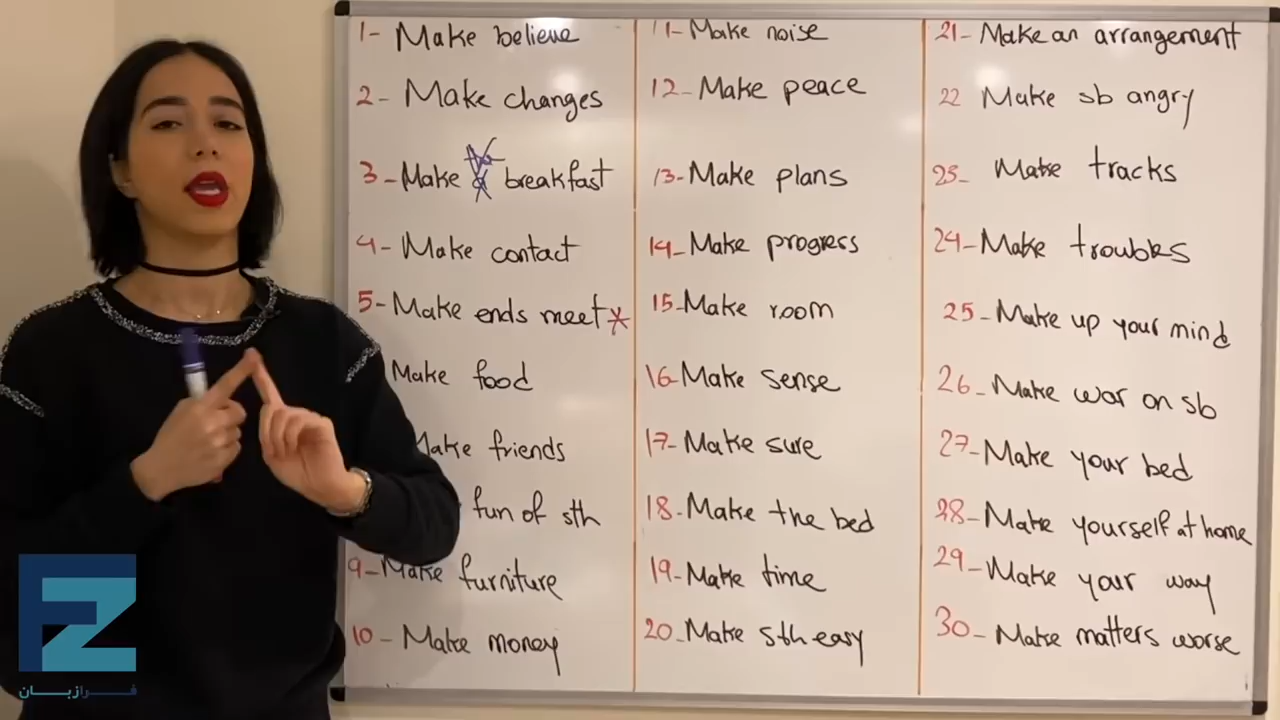 1- Make believe
2- Make changes
3- Make breakfast
4- Make contact
5- Make ends meet *
Make food
Make friends
fun of sth
9- Make furniture
10- Make money
11- Make noise
12- Make peace
13- Make plans
14- Make progress
15- Make room
16- Make sense
17- Make sure
18- Make the bed
19- Make time
20- Make sth easy
21- Make an arrangement
22 Make sb angry
23- Make tracks
24- Make troubles
25- Make up your mind
26- Make war on sb
27- Make your bed
28- Make yourself at home
29- Make your way
30- Make matters worse
FZ
فرازبان